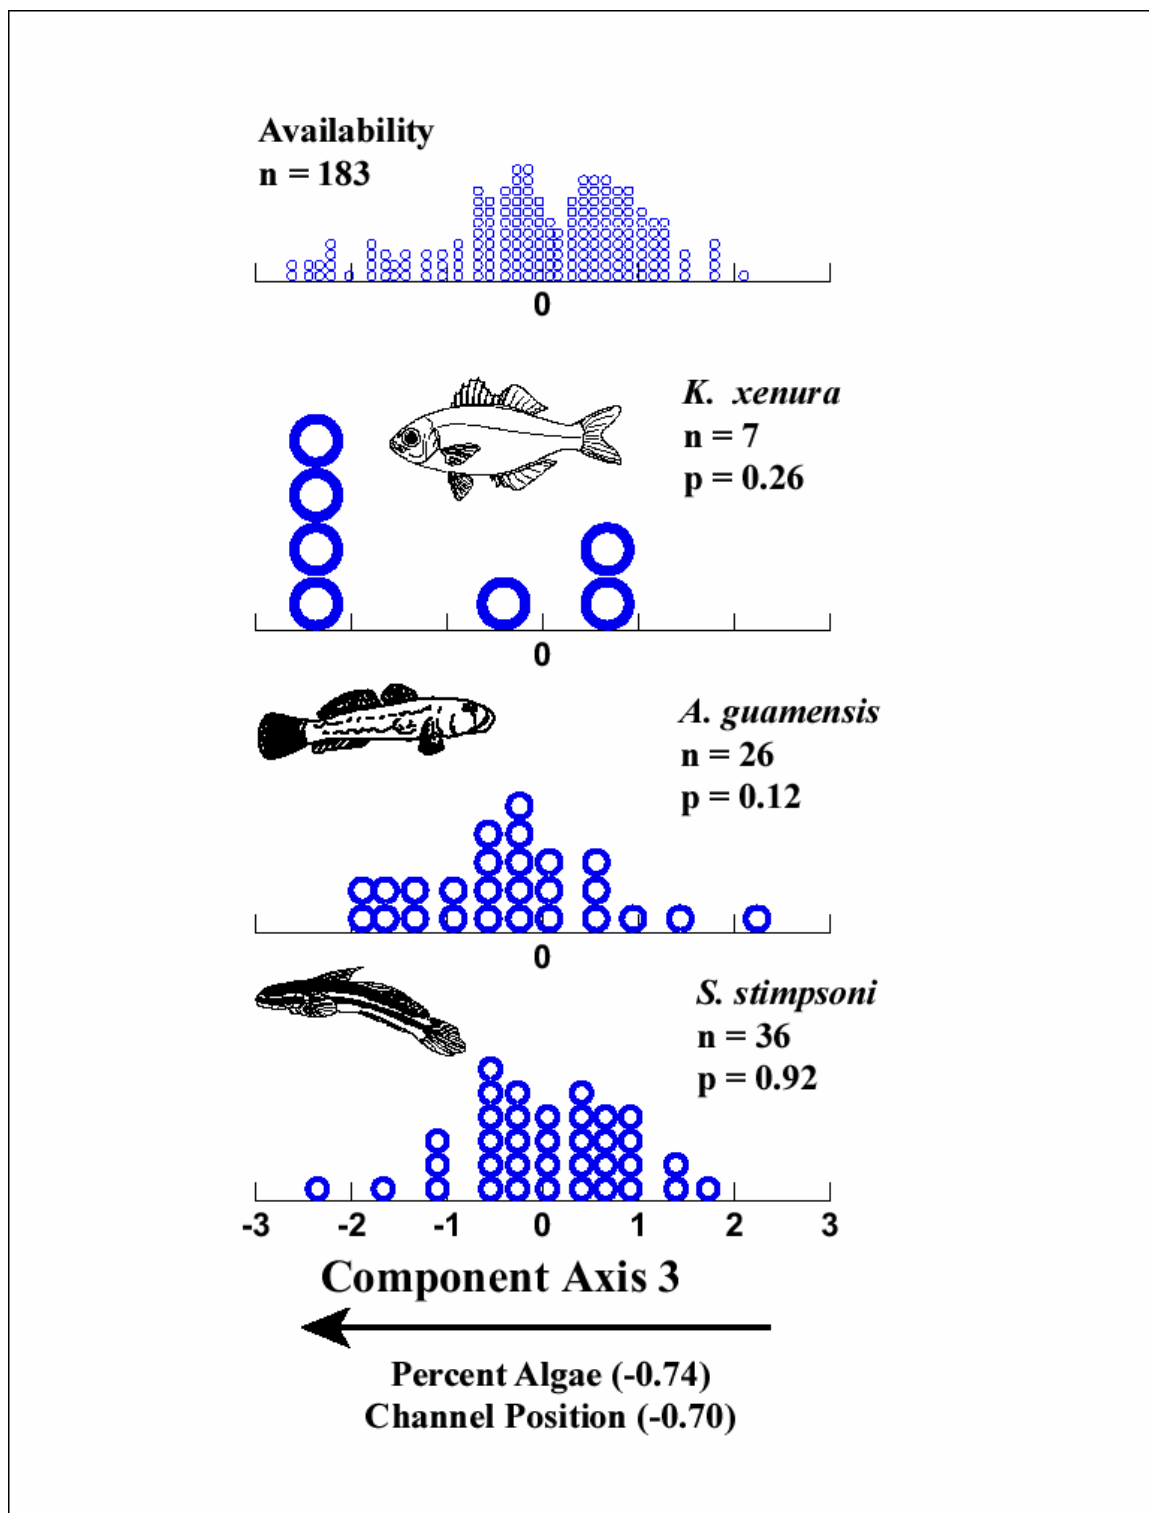 Availability
n = 183
0
K. xenura
n = 7
p = 0.26
0
A. guamensis
n = 26
p = 0.12
0
S. stimpsoni
n = 36
p = 0.92
-3 -2 -1 0 1 2 3
Component Axis 3
Percent Algae (-0.74)
Channel Position (-0.70)